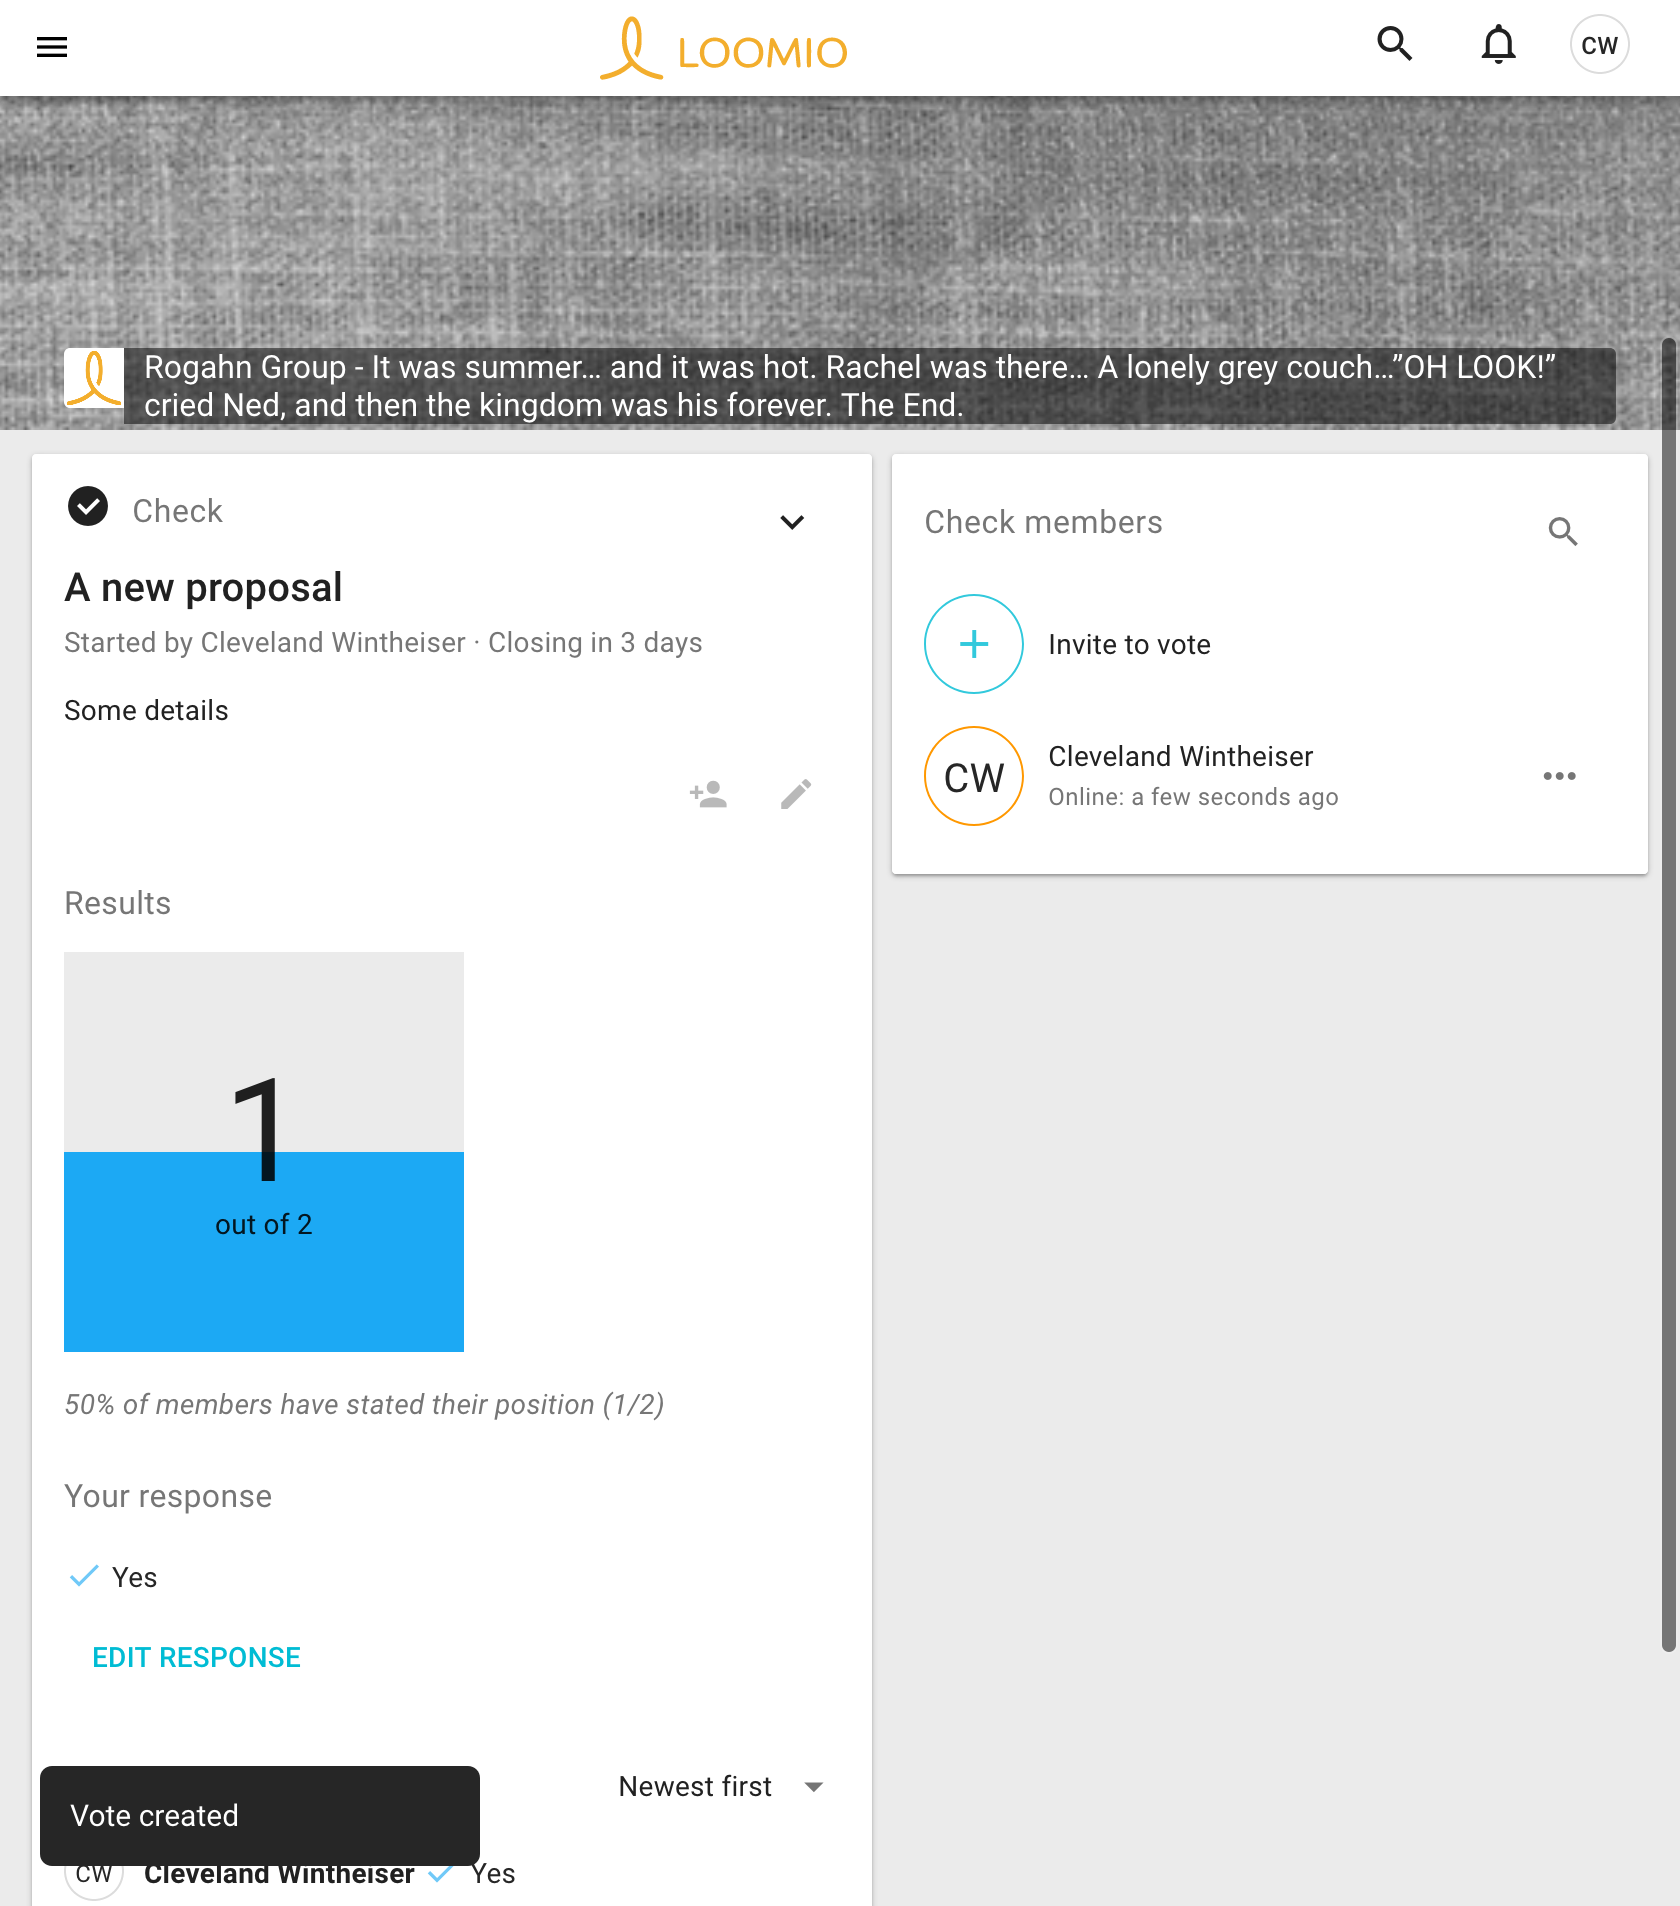 LOOMIO
CW
Rogahn Group - It was summer... and it was hot. Rachel was there... A lonely grey couch...”OH LOOK!”
cried Ned, and then the kingdom was his forever. The End.
Check
A new proposal
Started by Cleveland Wintheiser · Closing in 3 days
Some details
Results
1
out of 2
50% of members have stated their position (1/2)
Your response
Yes
EDIT RESPONSE
Newest first
Vote created
CW Cleveland Wintheiser Yes
Check members
Invite to vote
CW
Cleveland Wintheiser
Online: a few seconds ago